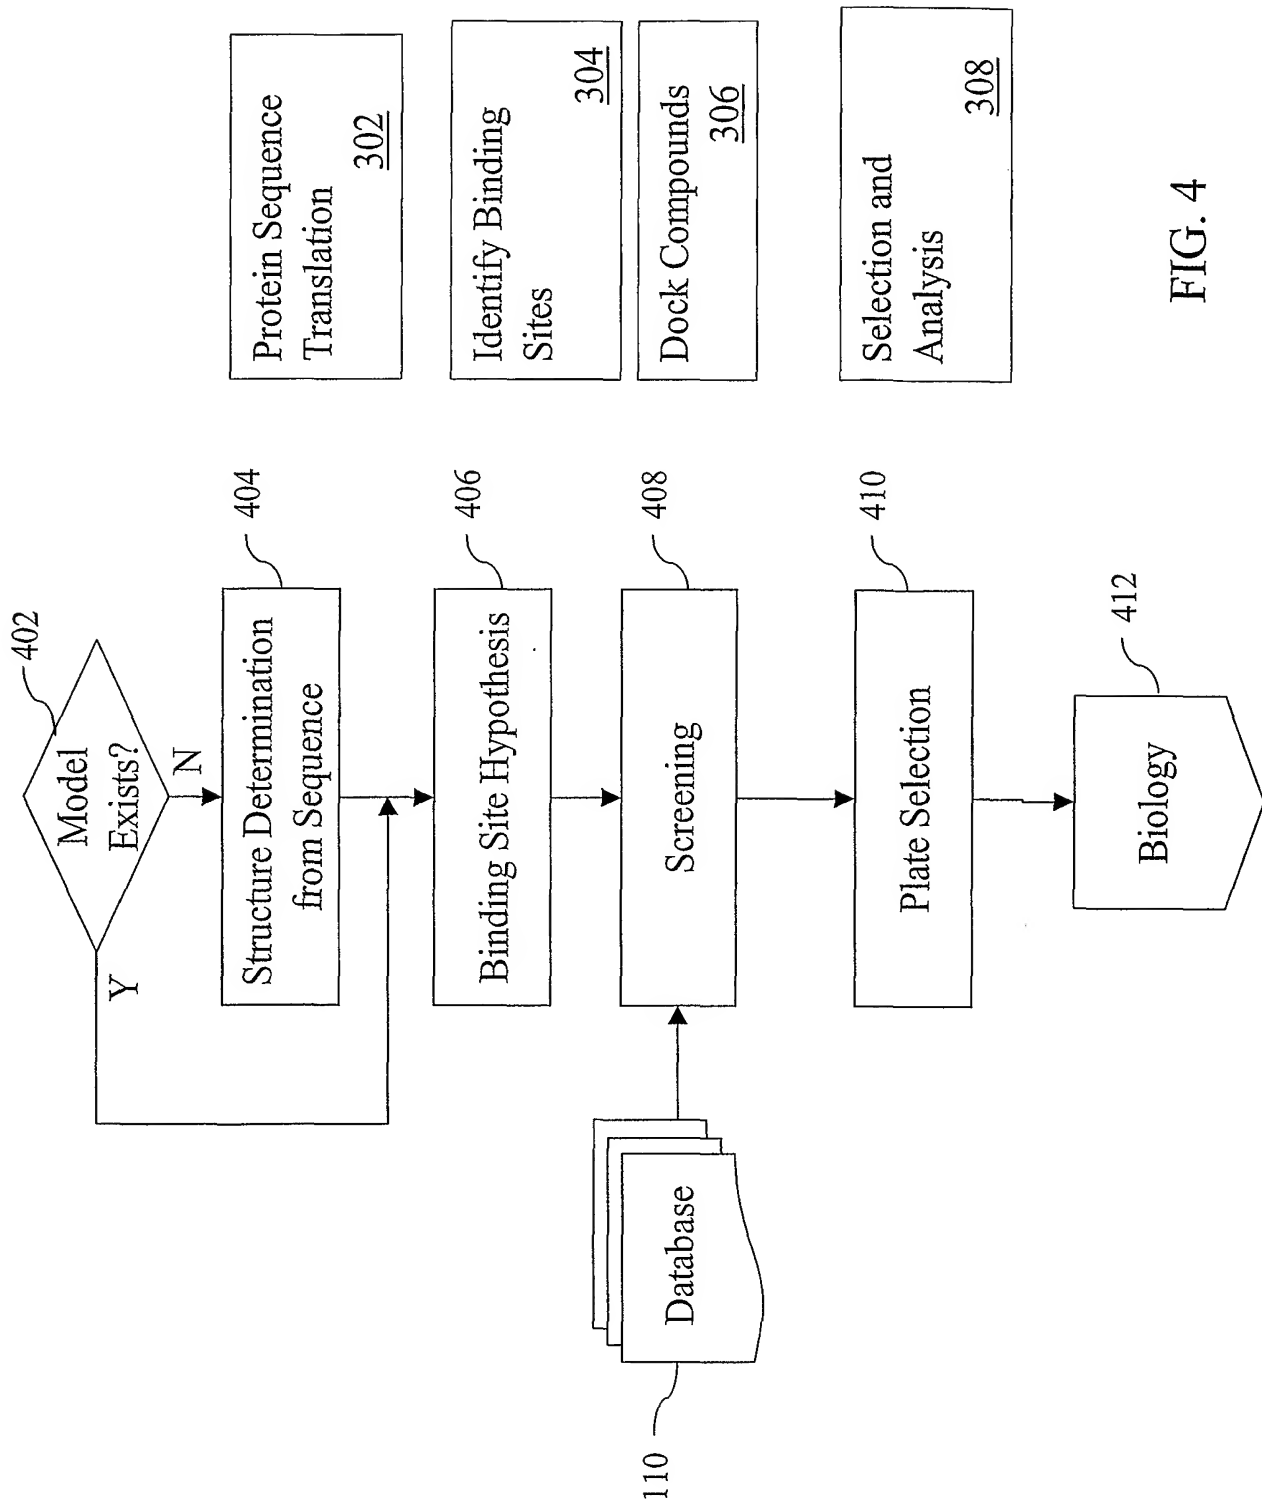 402
Model
Exists?
Y
N
404
Structure Determination
from Sequence
Protein Sequence
Translation
302
406
Binding Site Hypothesis
Identify Binding
Sites
304
110
Database
408
Screening
Dock Compounds
306
410
Plate Selection
Selection and
Analysis
308
412
Biology
FIG. 4